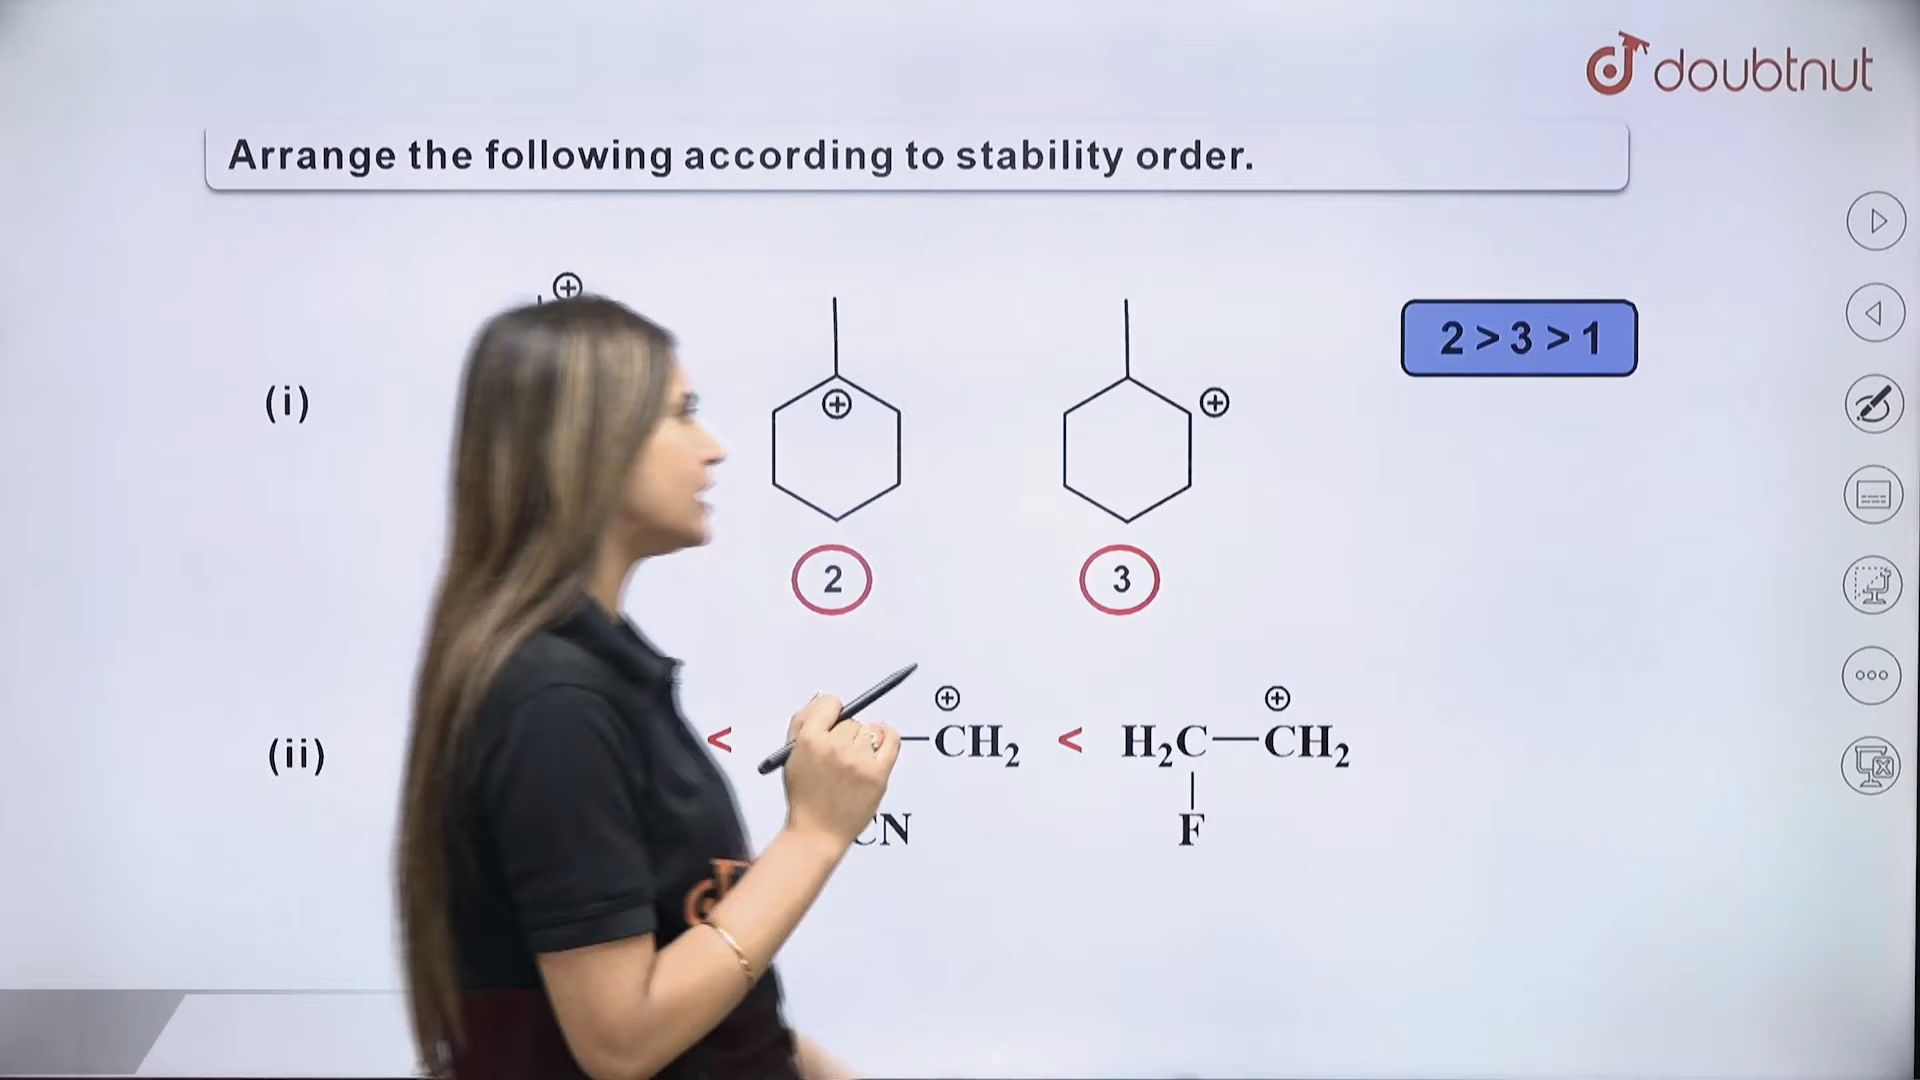 doubtnut
Arrange the following according to stability order.
⊕
2 > 3 > 1
(i)
⊕
⊕
2
3
⊕
⊕
(ii) < —CH₂ < H₂C—CH₂
CN
F